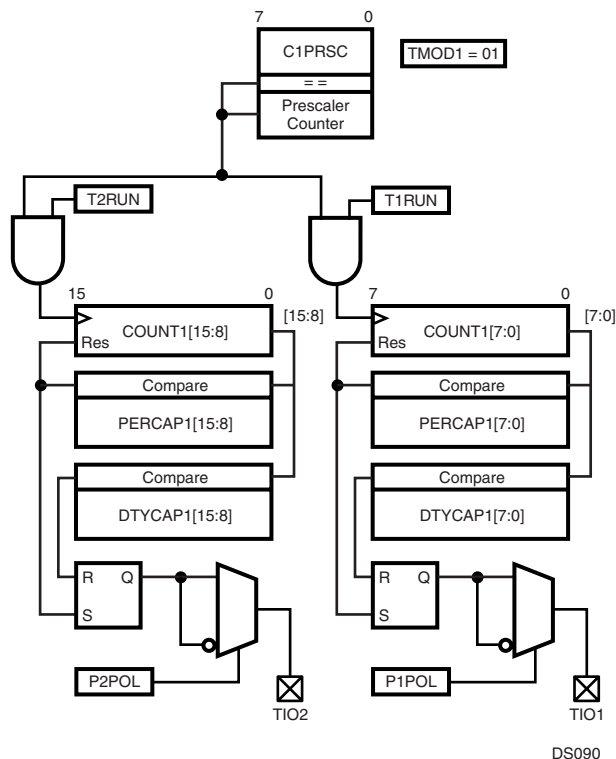 7 0
C1PRSC
TMOD1 = 01
= =
Prescaler
Counter
T2RUN
T1RUN
15 0
[15:8]
7 0
[7:0]
COUNT1[15:8]
Res
COUNT1[7:0]
Res
Compare
PERCAP1[15:8]
Compare
PERCAP1[7:0]
Compare
DTYCAP1[15:8]
Compare
DTYCAP1[7:0]
R Q
S
R Q
S
P2POL
TIO2
P1POL
TIO1
DS090